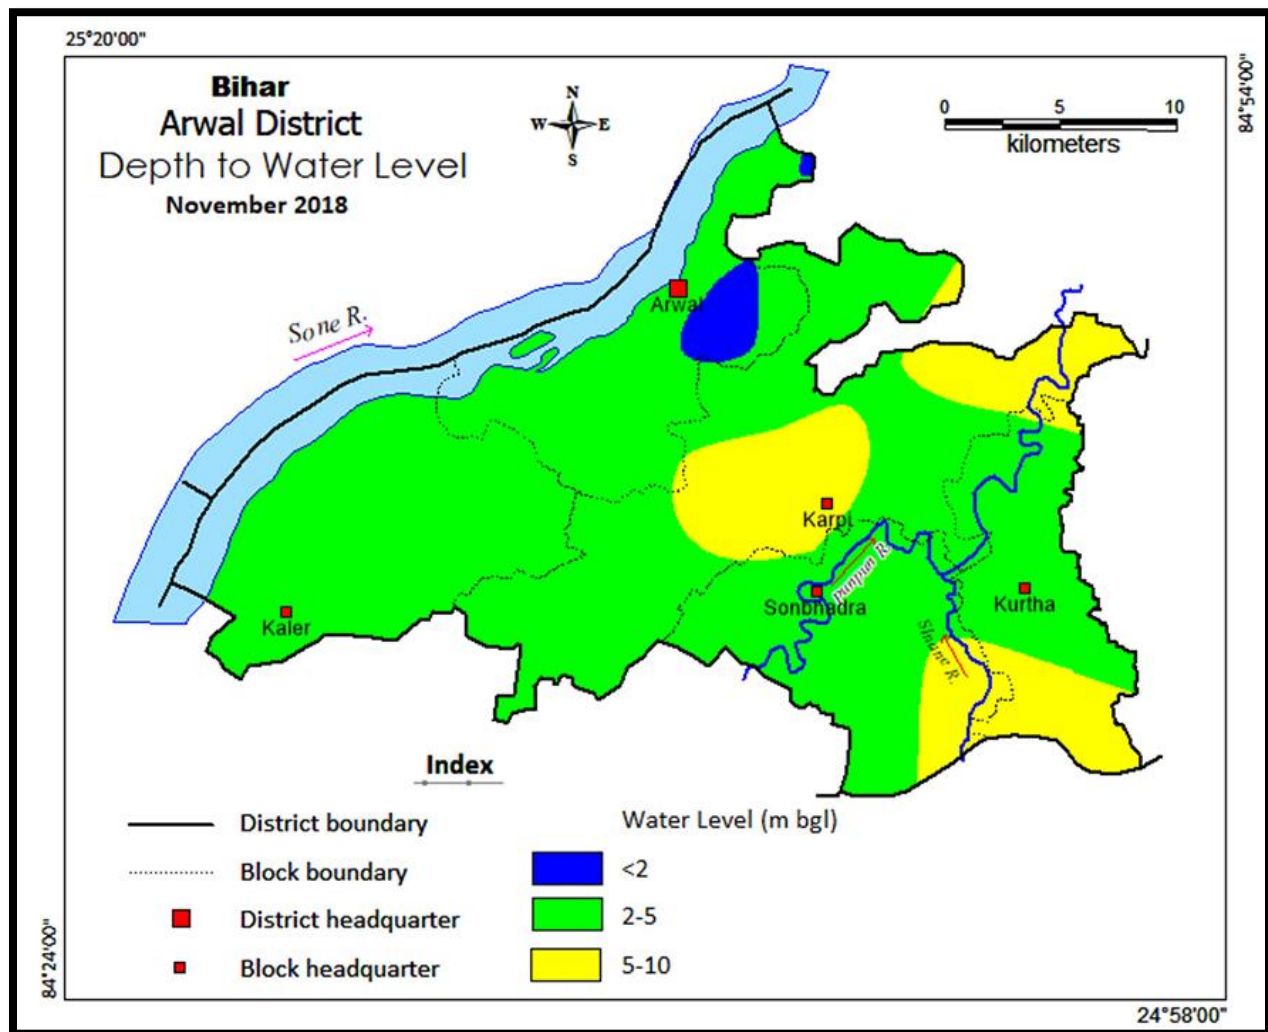 25°20'00"
84°54'00"
Bihar
Arwal District
Depth to Water Level
November 2018
N
W E
S
0 5 10
kilometers
Sone R.
Arwal
Karpi
Punpun R.
Sonbhadra
Kurtha
Kaler
Index
District boundary
Block boundary
District headquarter
Block headquarter
Water Level (m bgl)
<2
2-5
5-10
84°24'00"
24°58'00"